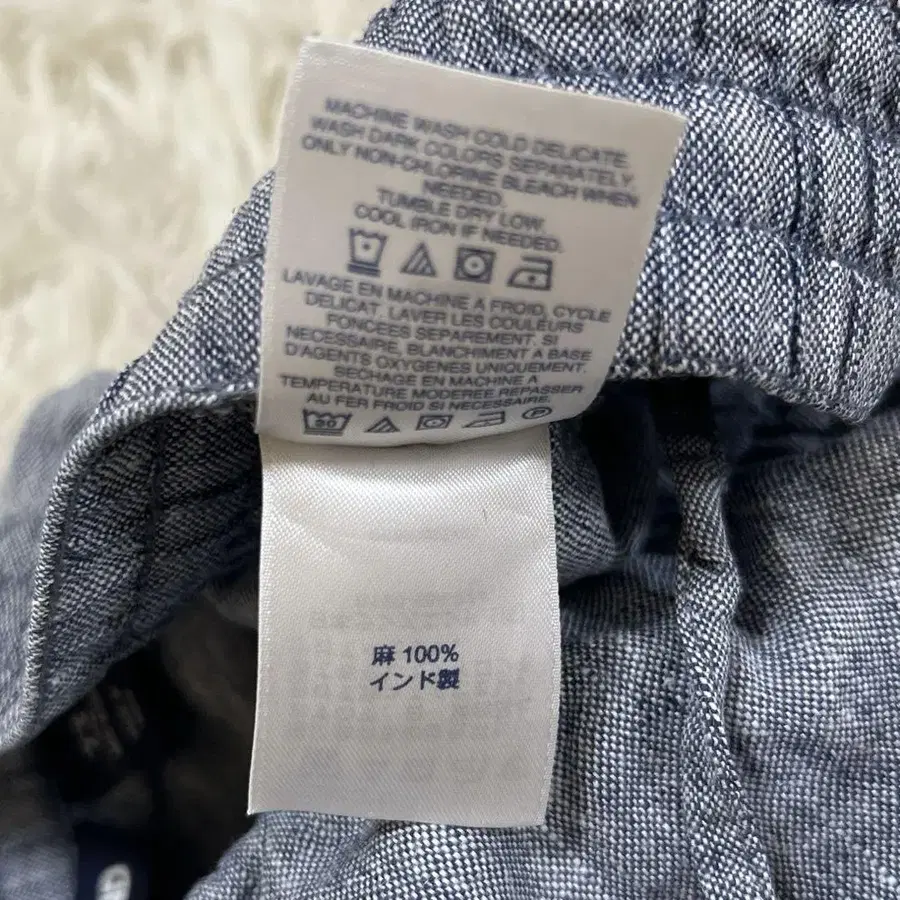 MACHINE WASH COLD DELICATE.
WASH DARK COLORS SEPARATELY,
ONLY NON-CHLORINE BLEACH WHEN
NEEDED.
TUMBLE DRY LOW.
COOL IRON IF NEEDED.
LAVAGE EN MACHINE A FROID, CYCLE
DELICAT. LAVER LES COULEURS
FONCEES SEPAREMENT. SI
NECESSAIRE, BLANCHIMENT A BASE
D'AGENTS OXYGENES UNIQUEMENT.
SECHAGE EN MACHINE A
TEMPERATURE MODEREE.REPASSER
AU FER FROID SI NECESSAIRE.
麻 100%
インド製